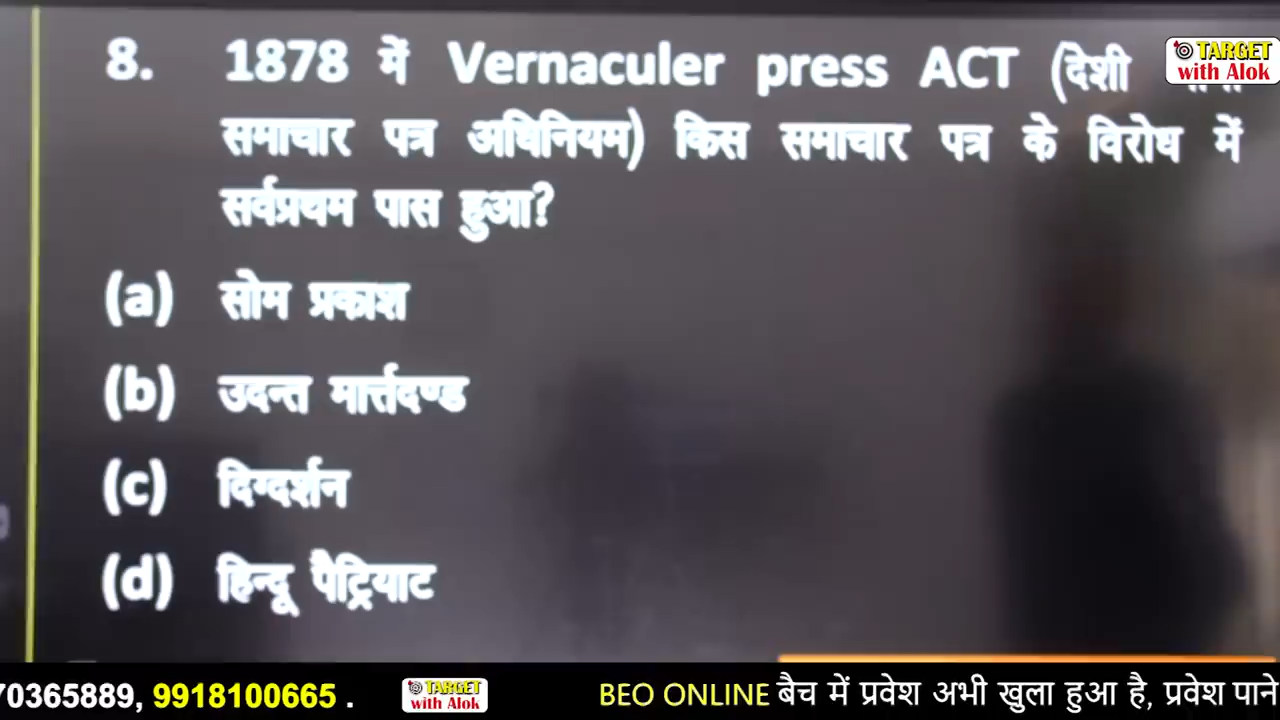 8. 1878 में Vernaculer press ACT (देशी
समाचार पत्र अधिनियम) किस समाचार पत्र के विरोध में
सर्वप्रथम पास हुआ?
(a) सोम प्रकाश
(b) उदन्त मार्त्तदण्ड
(c) दिग्दर्शन
(d) हिन्दू पैट्रियाट
TARGET
with Alok
70365889, 9918100665 .
TARGET
with Alok
BEO ONLINE बैच में प्रवेश अभी खुला हुआ है, प्रवेश पाने